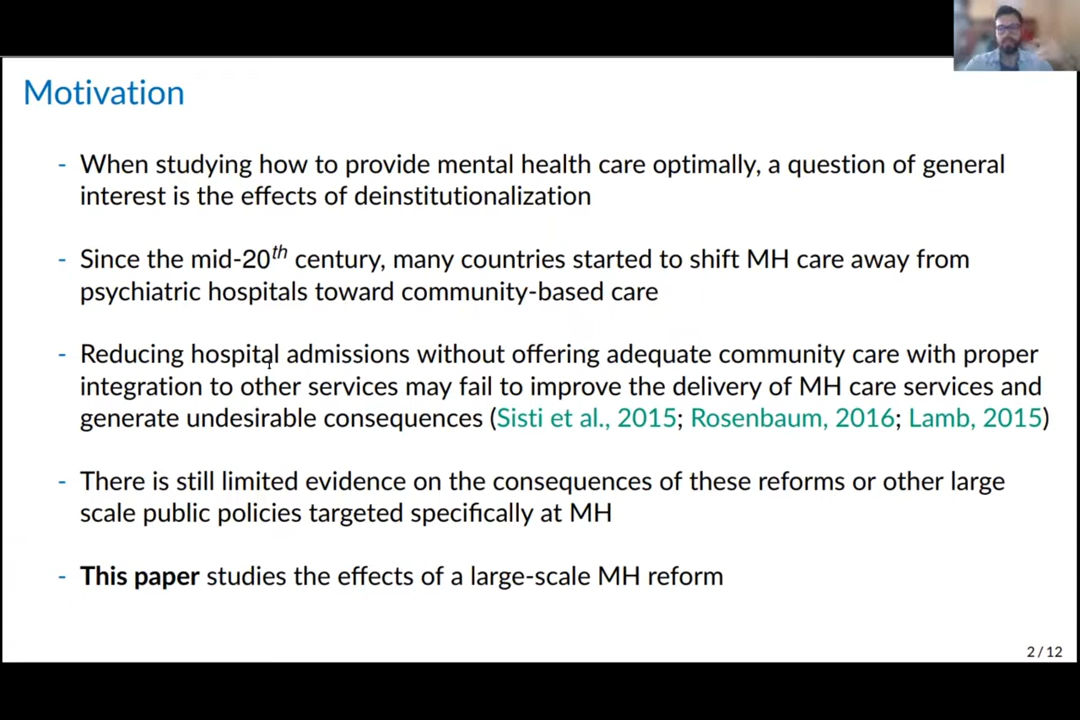 Motivation
- When studying how to provide mental health care optimally, a question of general
interest is the effects of deinstitutionalization
- Since the mid-20th century, many countries started to shift MH care away from
psychiatric hospitals toward community-based care
- Reducing hospital admissions without offering adequate community care with proper
integration to other services may fail to improve the delivery of MH care services and
generate undesirable consequences (Sisti et al., 2015; Rosenbaum, 2016; Lamb, 2015)
- There is still limited evidence on the consequences of these reforms or other large
scale public policies targeted specifically at MH
- This paper studies the effects of a large-scale MH reform
2 / 12